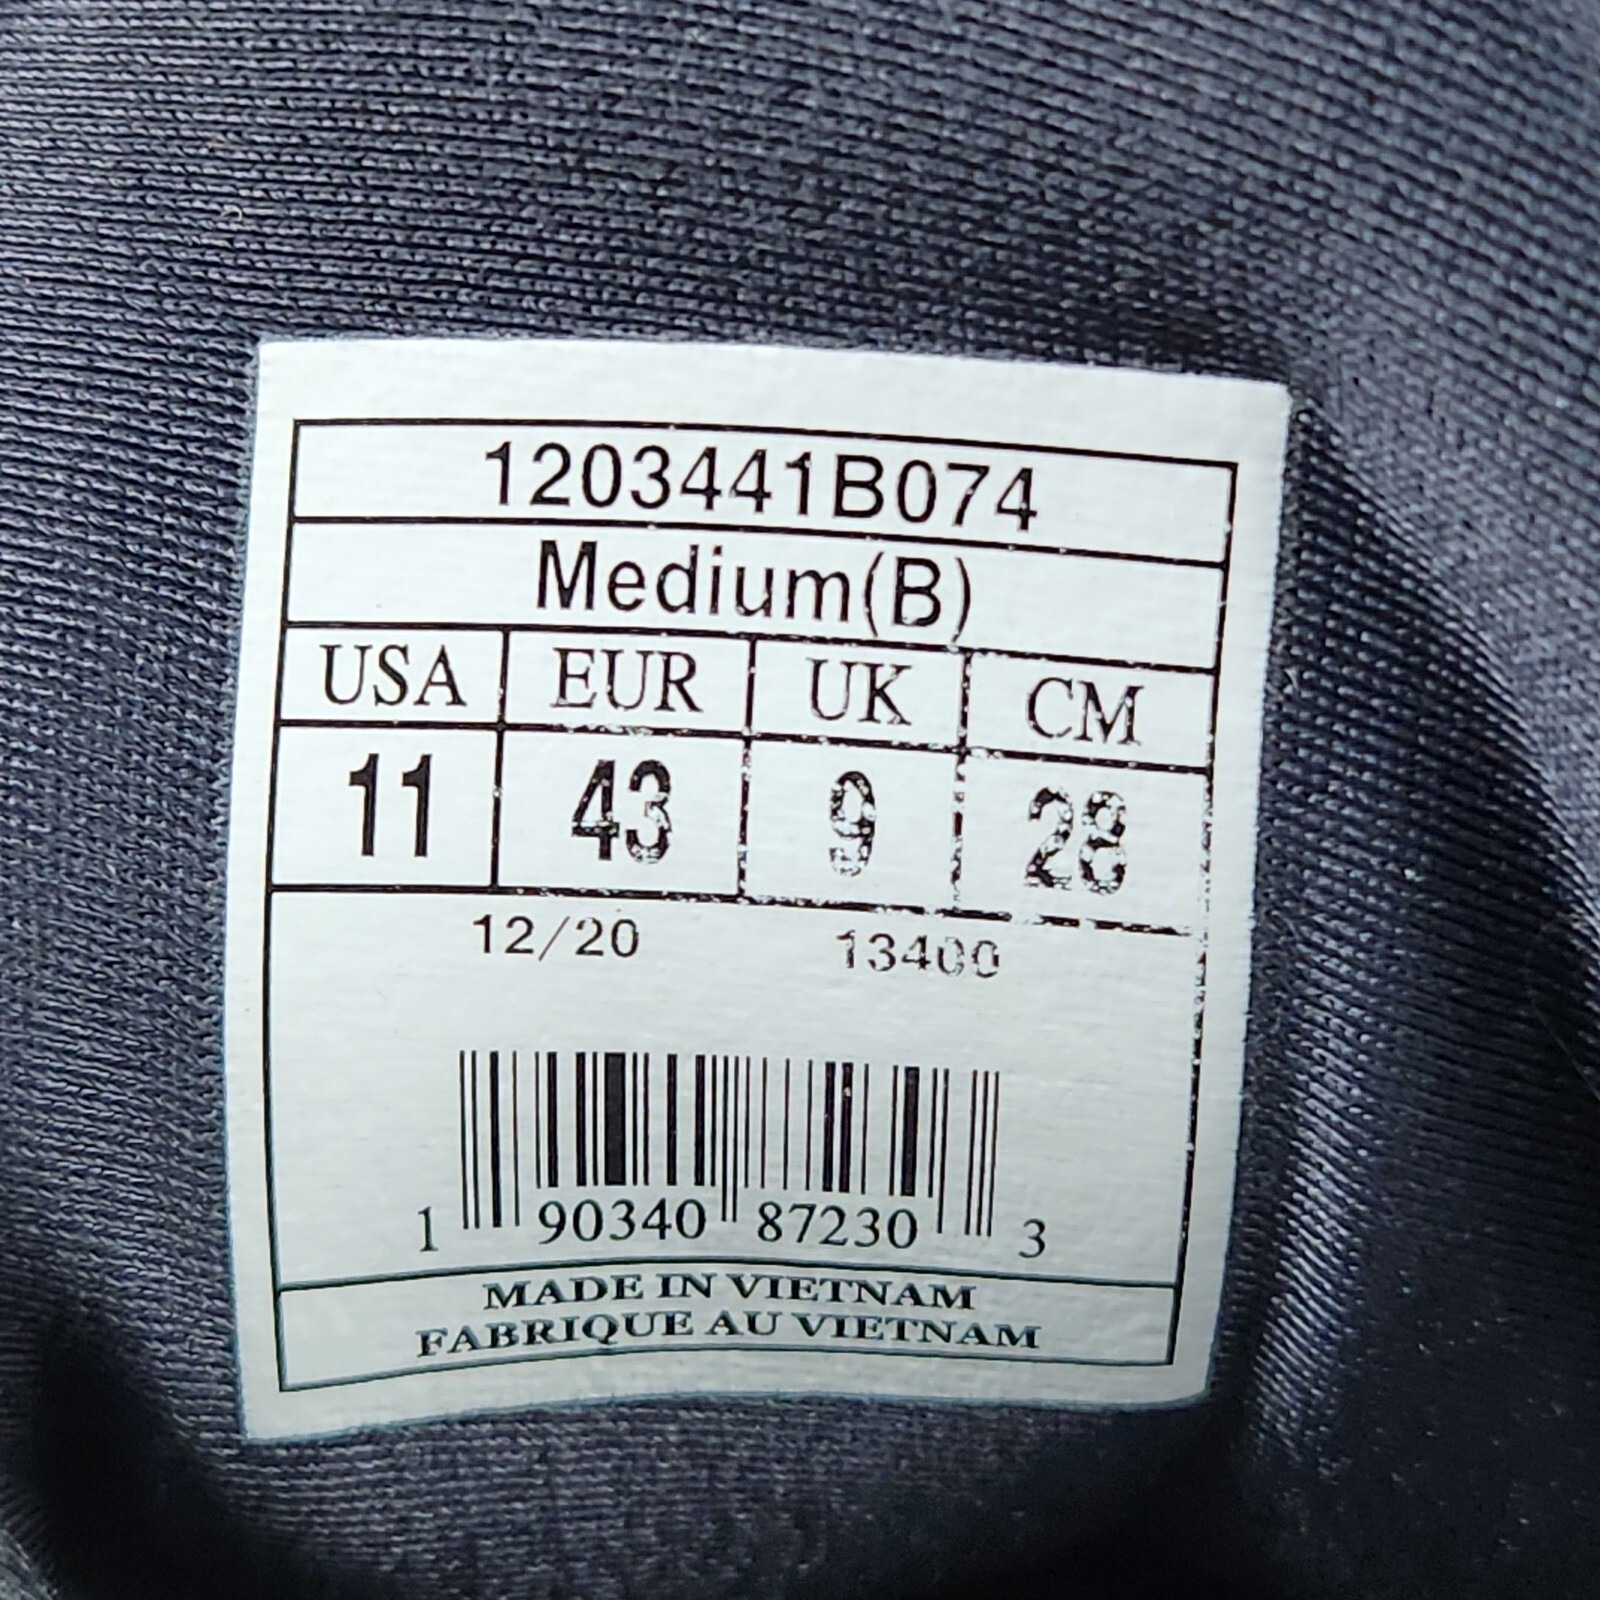 1203441B074
Medium(B)
USA EUR UK CM
11 43 9 28
12/20 13400
1 90340 87230 3
MADE IN VIETNAM
FABRIQUE AU VIETNAM